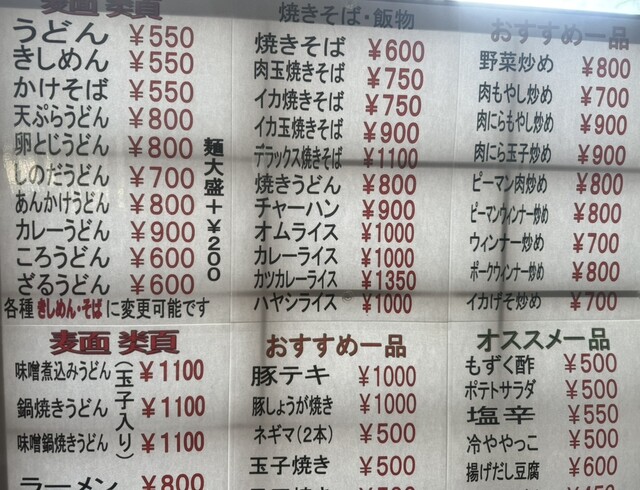 麺類
うどん ¥550
きしめん ¥550
かけそば ¥550
天ぷらうどん ¥800
卵とじうどん ¥800
しのだうどん ¥700
あんかけうどん ¥800
カレーうどん ¥900
ころうどん ¥600
ざるうどん ¥600
麺大盛+¥200
各種きしめん・そばに変更可能です
焼きそば・飯物
焼きそば ¥600
肉玉焼きそば ¥750
イカ焼きそば ¥750
イカ玉焼きそば ¥900
デラックス焼きそば ¥1100
焼きうどん ¥800
チャーハン ¥900
オムライス ¥1000
カレーライス ¥1000
カツカレーライス ¥1350
ハヤシライス ¥1000
おすすめ一品
野菜炒め ¥800
肉もやし炒め ¥700
肉にらもやし炒め ¥900
肉にら玉子炒め ¥900
ピーマン肉炒め ¥800
ピーマンウィンナー炒め ¥800
ウィンナー炒め ¥700
ポークウィンナー炒め ¥800
イカげそ炒め ¥700
麺類
味噌煮込みうどん ¥1100
鍋焼きうどん ¥1100
味噌鍋焼きうどん ¥1100
(玉子入り)
ラーメン ¥800
おすすめ一品
豚テキ ¥1000
豚しょうが焼き ¥1000
ネギマ(2本) ¥500
玉子焼き ¥500
オススメ一品
もずく酢 ¥500
ポテトサラダ ¥500
塩辛 ¥550
冷ややっこ ¥500
揚げだし豆腐 ¥600